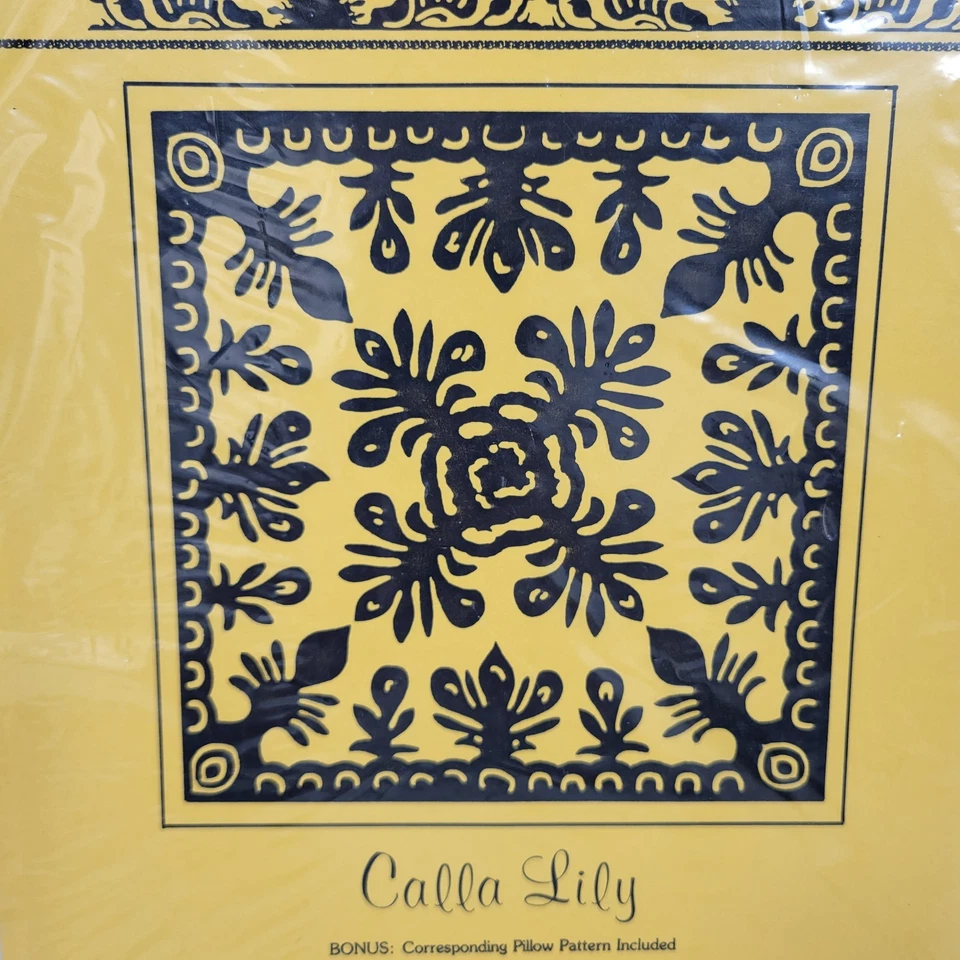 Calla Lily
BONUS: Corresponding Pillow Pattern Included